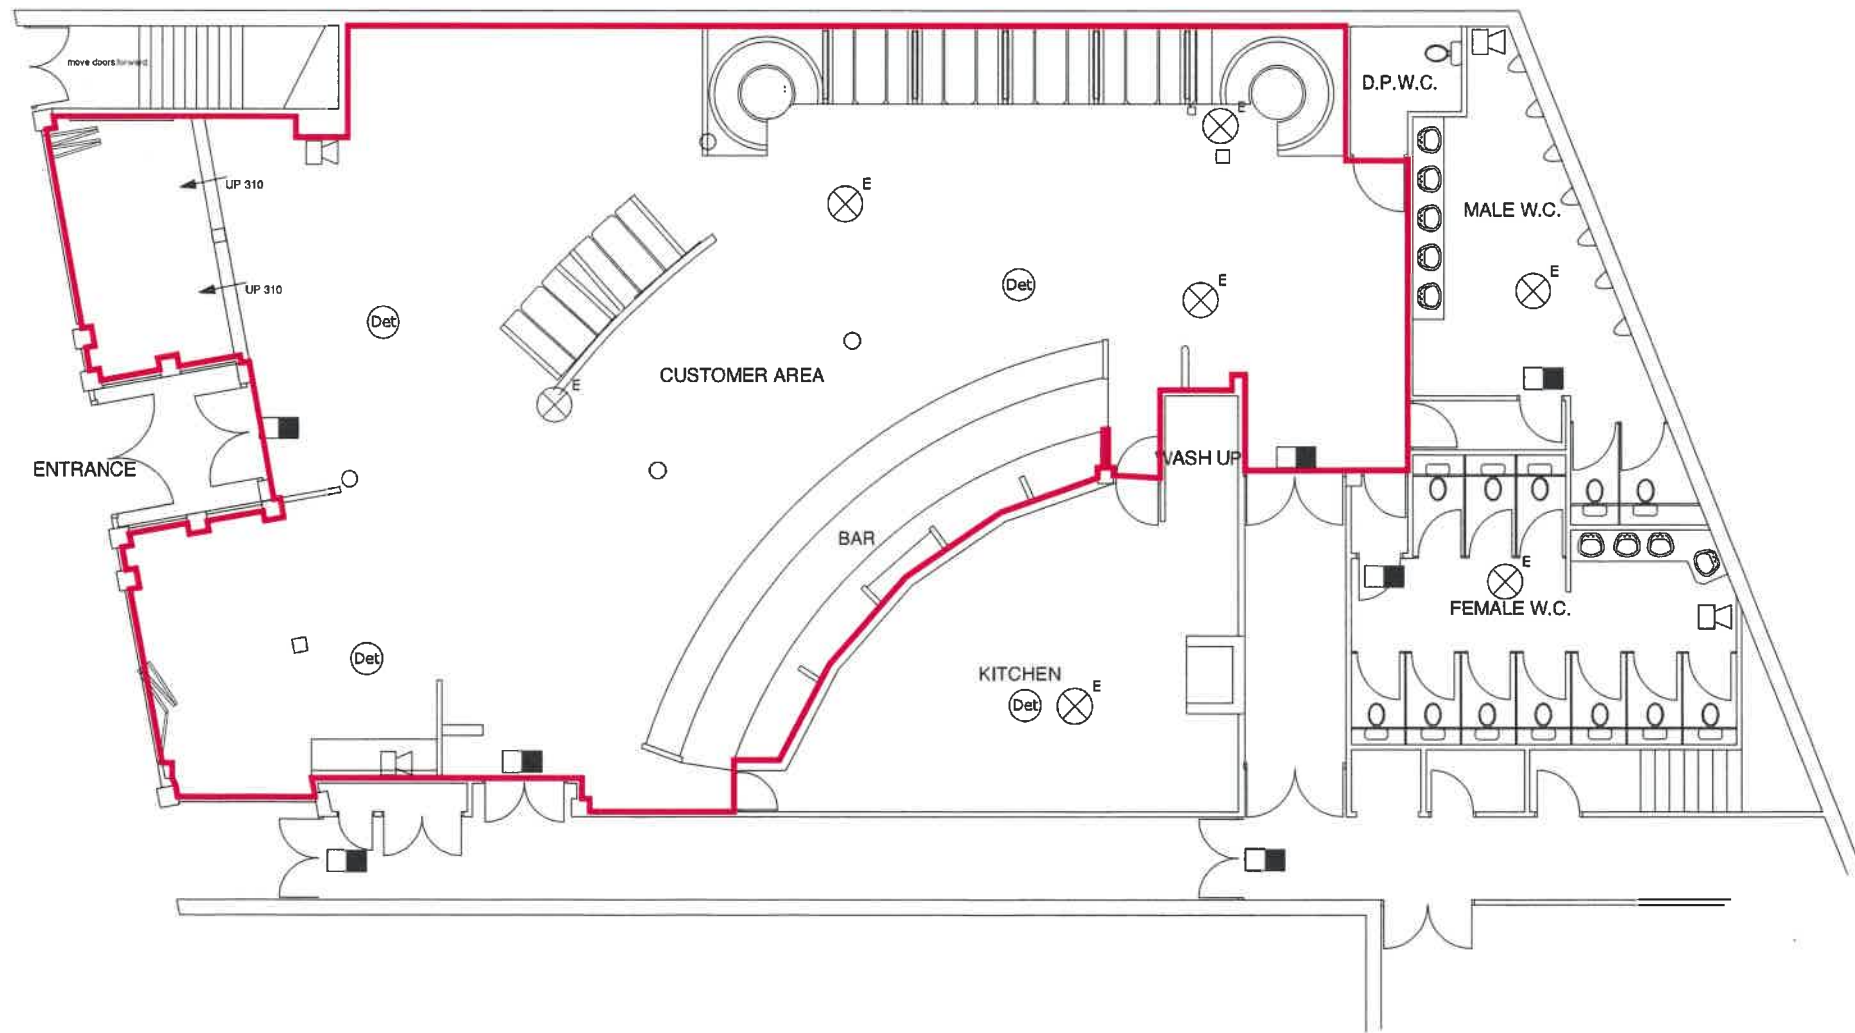 move doors forward
D.P.W.C.
E
UP 310
E
MALE W.C.
E
E
UP 310
Det
Det
CUSTOMER AREA
E
ENTRANCE
WASH UP
BAR
E
FEMALE W.C.
Det
KITCHEN
Det
E